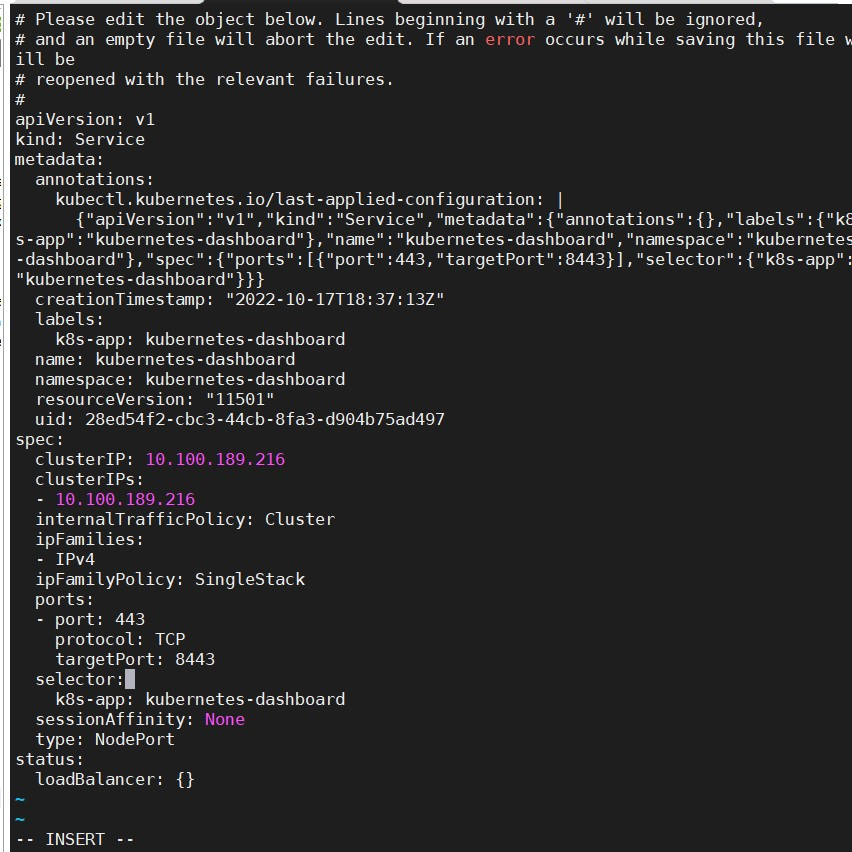 # Please edit the object below. Lines beginning with a '#' will be ignored,
# and an empty file will abort the edit. If an error occurs while saving this file w
ill be
# reopened with the relevant failures.
#
apiVersion: v1
kind: Service
metadata:
  annotations:
    kubectl.kubernetes.io/last-applied-configuration: |
      {"apiVersion":"v1","kind":"Service","metadata":{"annotations":{},"labels":{"k8
s-app":"kubernetes-dashboard"},"name":"kubernetes-dashboard","namespace":"kubernetes
-dashboard"},"spec":{"ports":[{"port":443,"targetPort":8443}],"selector":{"k8s-app":
"kubernetes-dashboard"}}}
  creationTimestamp: "2022-10-17T18:37:13Z"
  labels:
    k8s-app: kubernetes-dashboard
  name: kubernetes-dashboard
  namespace: kubernetes-dashboard
  resourceVersion: "11501"
  uid: 28ed54f2-cbc3-44cb-8fa3-d904b75ad497
spec:
  clusterIP: 10.100.189.216
  clusterIPs:
  - 10.100.189.216
  internalTrafficPolicy: Cluster
  ipFamilies:
  - IPv4
  ipFamilyPolicy: SingleStack
  ports:
  - port: 443
    protocol: TCP
    targetPort: 8443
  selector:
    k8s-app: kubernetes-dashboard
  sessionAffinity: None
  type: NodePort
status:
  loadBalancer: {}
~
~
-- INSERT --